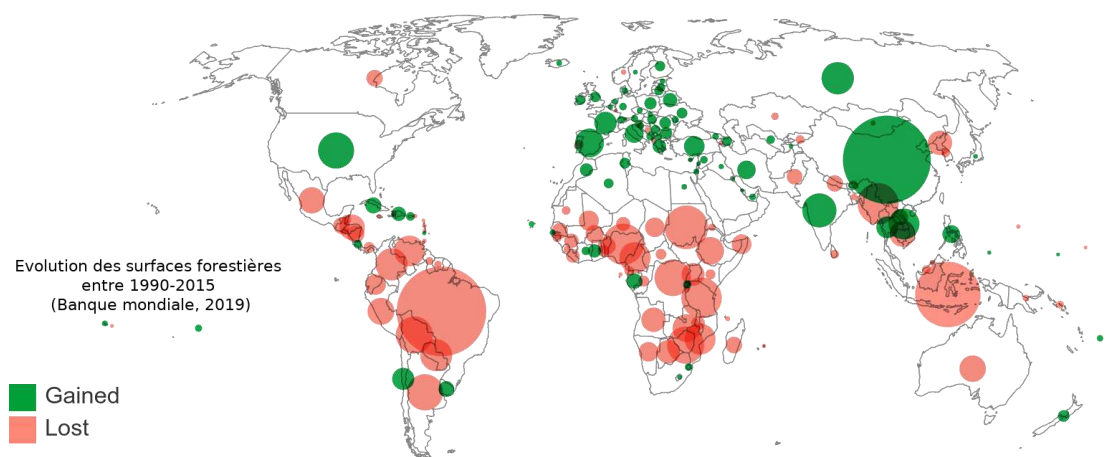 Evolution des surfaces forestières
entre 1990-2015
(Banque mondiale, 2019)
Gained
Lost